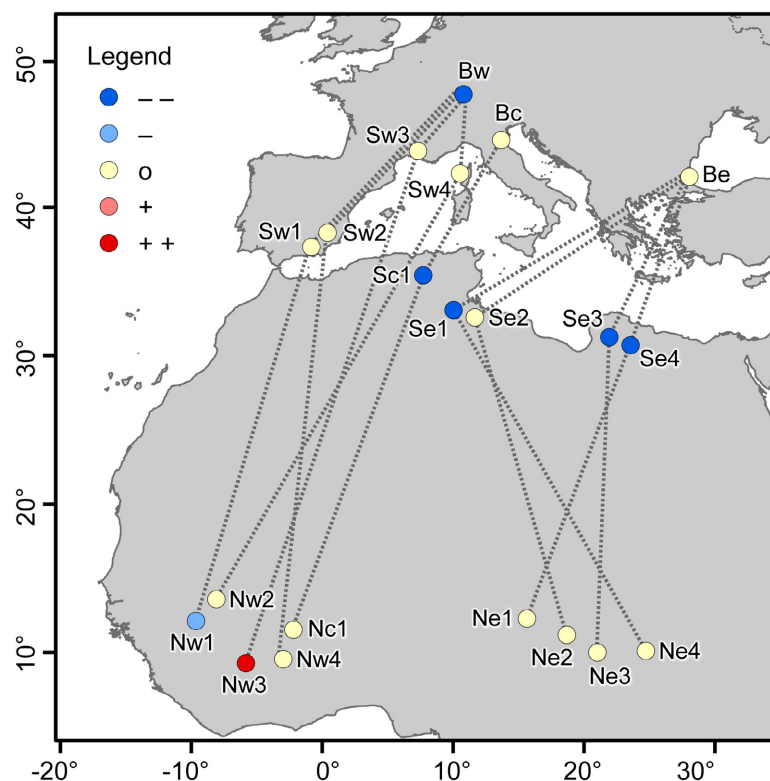 Legend
– –
–
o
+
+ +
50°
40°
30°
20°
10°
Bw
Bc
Sw3
Sw4
Be
Sw1
Sw2
Sc1
Se1
Se2
Se3
Se4
Nw2
Nw1
Nc1
Nw3
Nw4
Ne1
Ne2
Ne3
Ne4
-20°
-10°
0°
10°
20°
30°